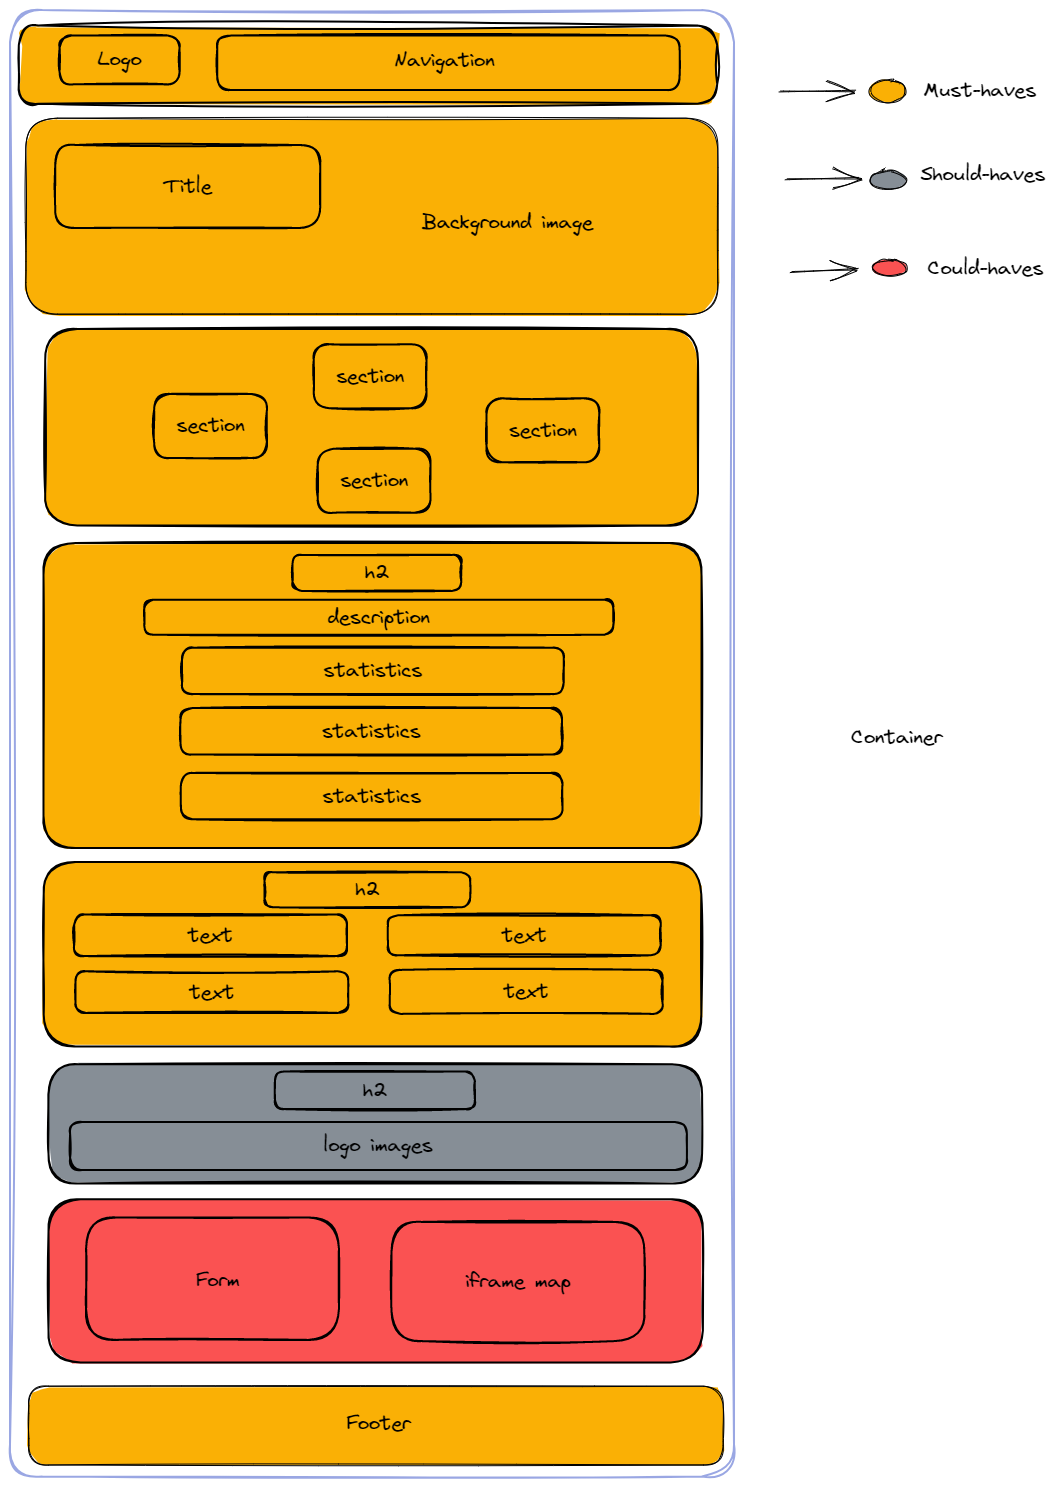 Logo
Navigation
Must-haves
Should-haves
Could-haves
Title
Background image
section
section
section
section
h2
description
statistics
statistics
statistics
Container
h2
text
text
text
text
h2
logo images
Form
iframe map
Footer